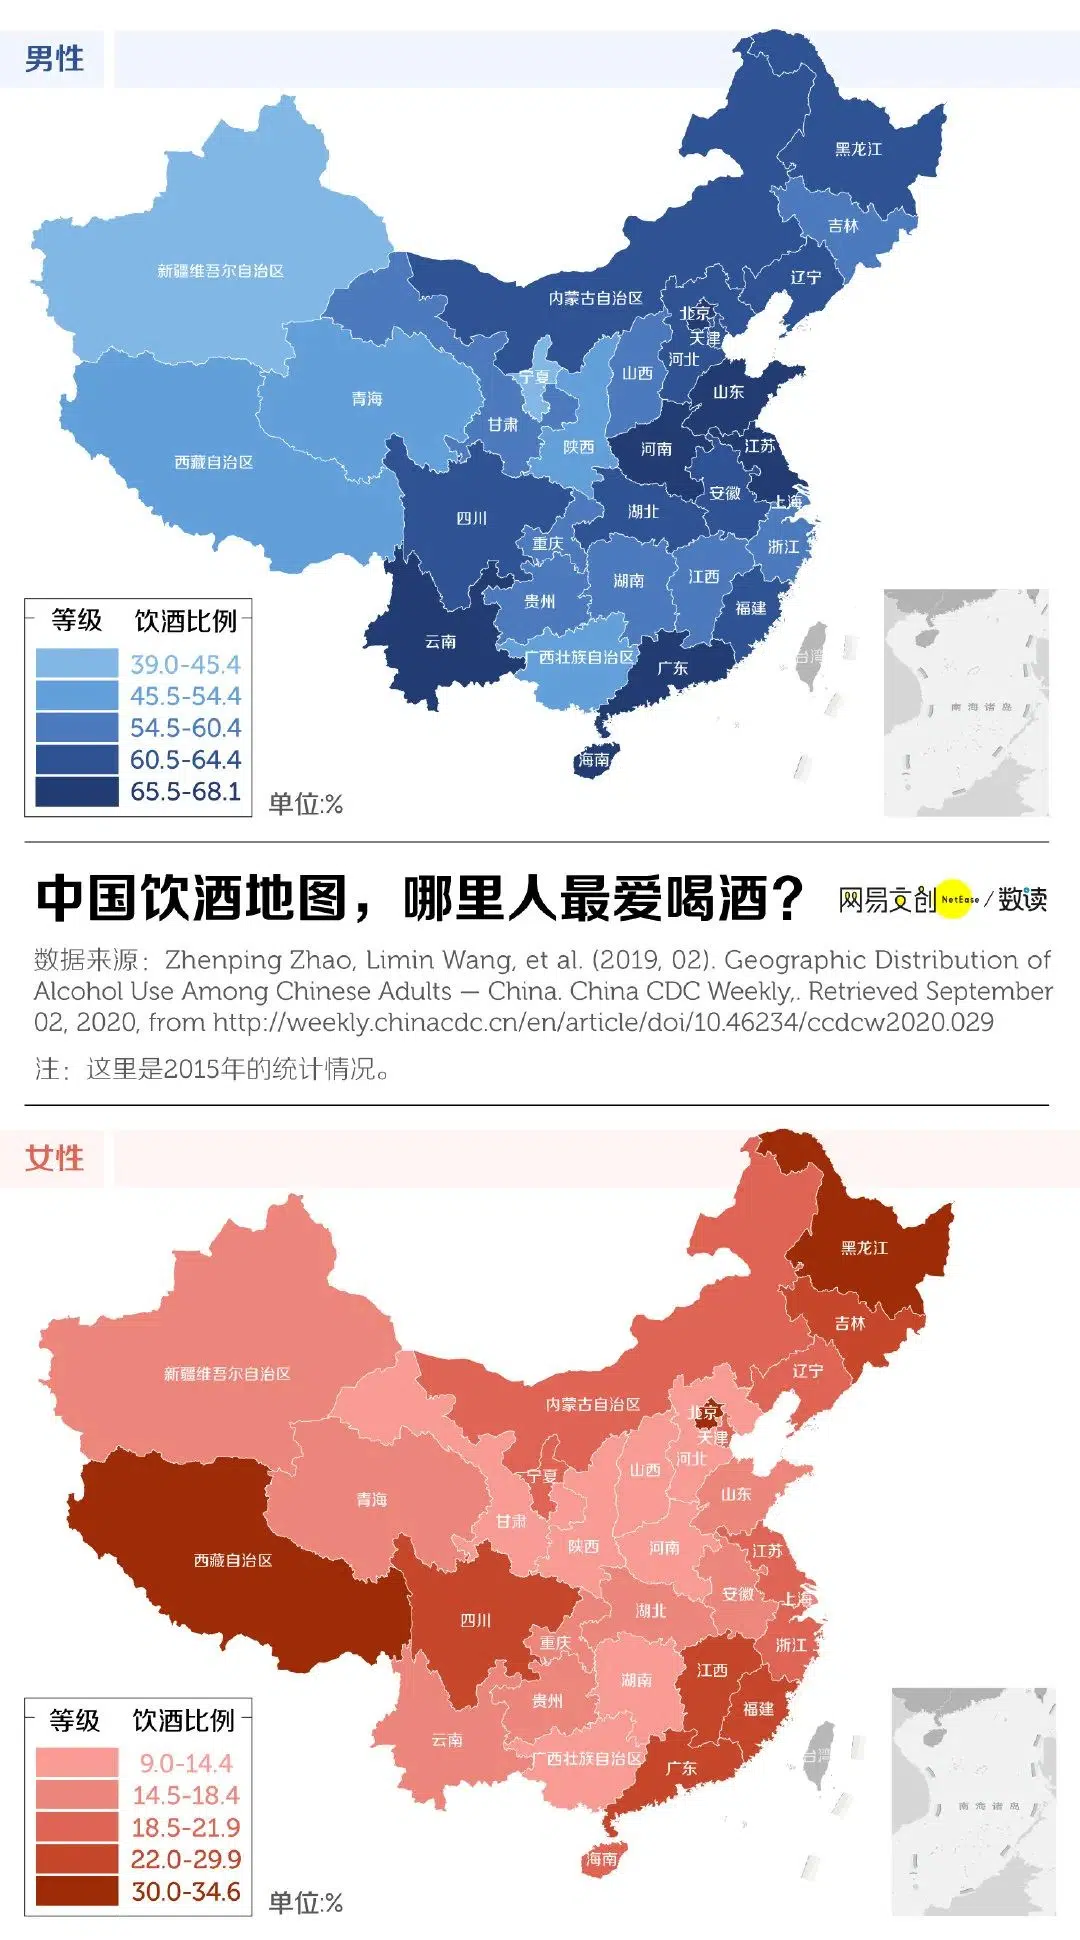 男性
黑龙江
吉林
辽宁
新疆维吾尔自治区
内蒙古自治区
北京
天津
河北
山西
宁夏
山东
青海
甘肃
陕西
河南
江苏
西藏自治区
安徽
上海
四川
湖北
重庆
浙江
湖南
江西
贵州
福建
云南
广西壮族自治区
广东
台湾
海南
南海诸岛
等级 饮酒比例
39.0-45.4
45.5-54.4
54.5-60.4
60.5-64.4
65.5-68.1
单位:%
中国饮酒地图，哪里人最爱喝酒？
网易文创 NetEase / 数读
数据来源：Zhenping Zhao, Limin Wang, et al. (2019, 02). Geographic Distribution of
Alcohol Use Among Chinese Adults — China. China CDC Weekly,. Retrieved September
02, 2020, from http://weekly.chinacdc.cn/en/article/doi/10.46234/ccdcw2020.029
注：这里是2015年的统计情况。
女性
黑龙江
吉林
辽宁
新疆维吾尔自治区
内蒙古自治区
北京
天津
河北
山西
宁夏
山东
青海
甘肃
陕西
河南
江苏
西藏自治区
安徽
上海
四川
湖北
重庆
浙江
江西
湖南
贵州
福建
云南
广西壮族自治区
广东
台湾
海南
南海诸岛
等级 饮酒比例
9.0-14.4
14.5-18.4
18.5-21.9
22.0-29.9
30.0-34.6
单位:%